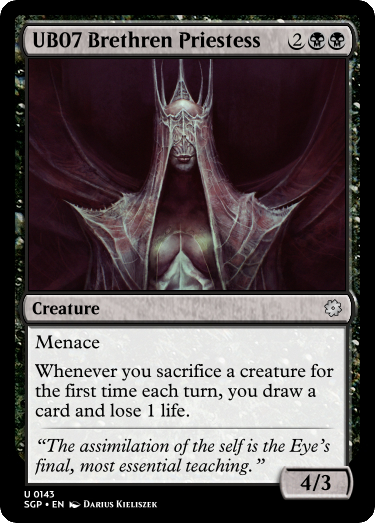 UB07 Brethren Priestess 2
Creature
Menace
Whenever you sacrifice a creature for
the first time each turn, you draw a
card and lose 1 life.
“The assimilation of the self is the Eye’s
final, most essential teaching.”
4/3
U 0143
SGP • EN Darius Kieliszek